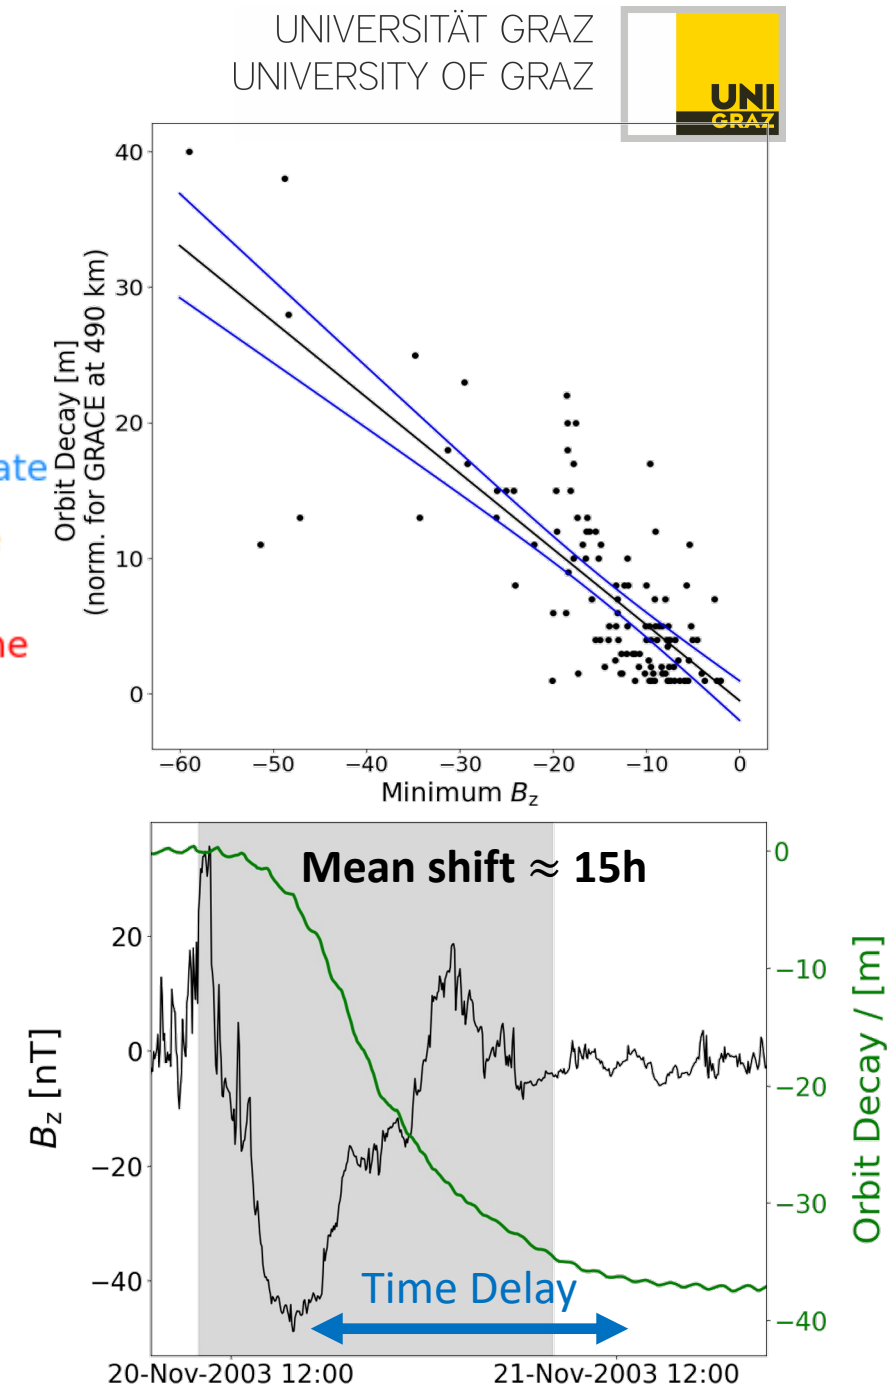 UNIVERSITÄT GRAZ
UNIVERSITY OF GRAZ
UNI
GRAZ
40
30
20
10
0
Orbit Decay [m]
(norm. for GRACE at 490 km)
ate
ne
−60 −50 −40 −30 −20 −10 0
Minimum Bz
Mean shift ≈ 15h
20
0
−20
−40
Bz [nT]
0
−10
−20
−30
−40
Orbit Decay / [m]
Time Delay
20-Nov-2003 12:00 21-Nov-2003 12:00